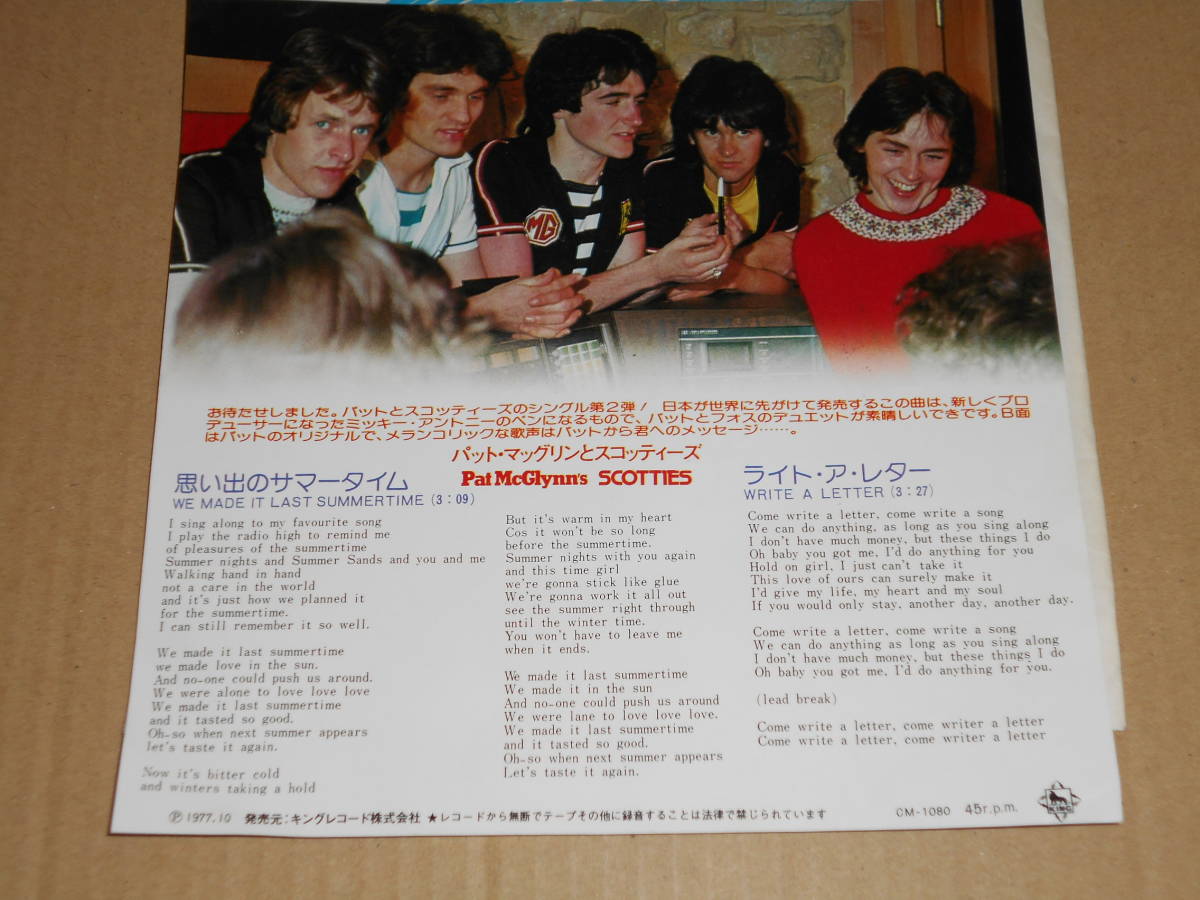 MG
お待たせしました。パットとスコッティーズのシングル第2弾! 日本が世界に先がけて発売するこの曲は、新しくプロ
デューサーになったミッキー・アントニーのペンになるもので、パットとフォスのデュエットが素晴しいできです。B面
はパットのオリジナルで、メランコリックな歌声はパットから君へのメッセージ……。
パット・マッグリンとスコッティーズ
Pat McGlynn's SCOTTIES
思い出のサマータイム
WE MADE IT LAST SUMMERTIME (3:09)
I sing along to my favourite song
I play the radio high to remind me
of pleasures of the summertime
Summer nights and Summer Sands and you and me
Walking hand in hand
not a care in the world
and it's just how we planned it
for the summertime.
I can still remember it so well.
We made it last summertime
we made love in the sun.
And no-one could push us around.
We were alone to love love love
We made it last summertime
and it tasted so good.
Oh-so when next summer appears
let's taste it again.
Now it's bitter cold
and winters taking a hold
But it's warm in my heart
Cos it won't be so long
before the summertime.
Summer nights with you again
and this time girl
we're gonna stick like glue
We're gonna work it all out
see the summer right through
until the winter time.
You won't have to leave me
when it ends.
We made it last summertime
We made it in the sun
And no-one could push us around
We were lane to love love love.
We made it last summertime
and it tasted so good.
Oh-so when next summer appears
Let's taste it again.
ライト・ア・レター
WRITE A LETTER (3:27)
Come write a letter, come write a song
We can do anything, as long as you sing along
I don't have much money, but these things I do
Oh baby you got me, I'd do anything for you
Hold on girl, I just can't take it
This love of ours can surely make it
I'd give my life, my heart and my soul
If you would only stay, another day, another day.
Come write a letter, come write a song
We can do anything as long as you sing along
I don't have much money, but these things I do
Oh baby you got me, I'd do anything for you.
(lead break)
Come write a letter, come writer a letter
Come write a letter, come writer a letter
Ⓟ 1977.10 発売元:キングレコード株式会社 ★レコードから無断でテープその他に録音することは法律で禁じられています
CM-1080 45r.p.m.
KING